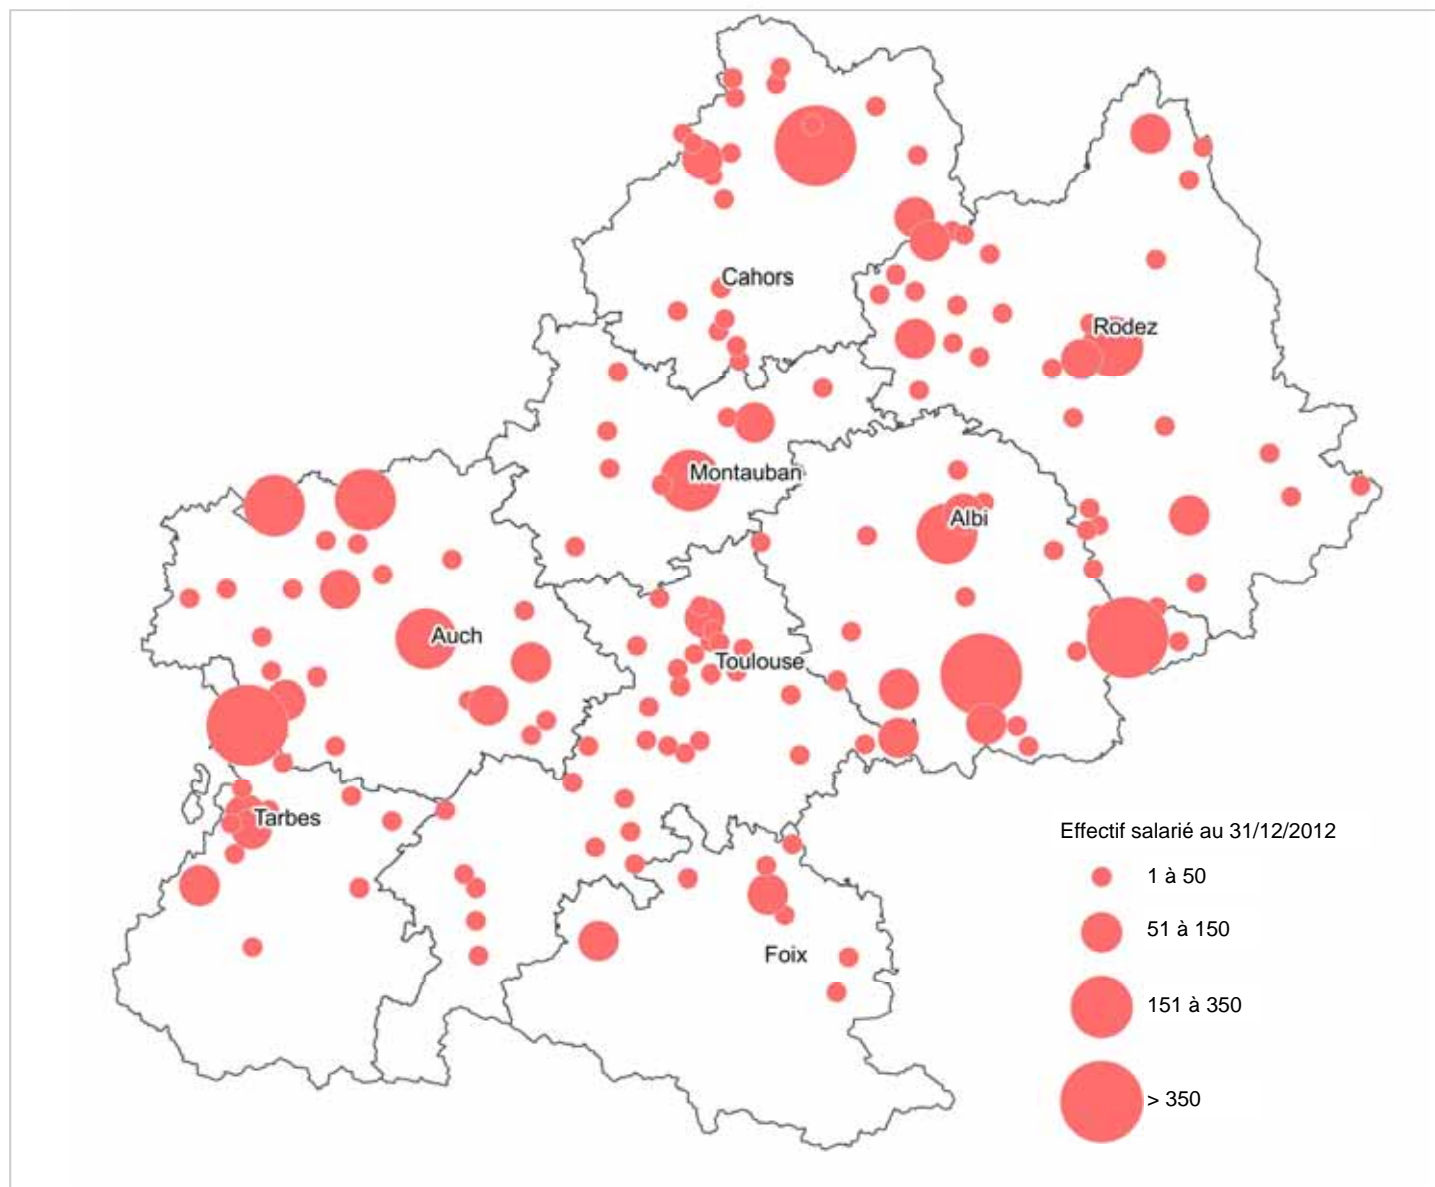 Cahors
Rodez
Montauban
Albi
Auch
Toulouse
Tarbes
Foix
Effectif salarié au 31/12/2012
1 à 50
51 à 150
151 à 350
> 350